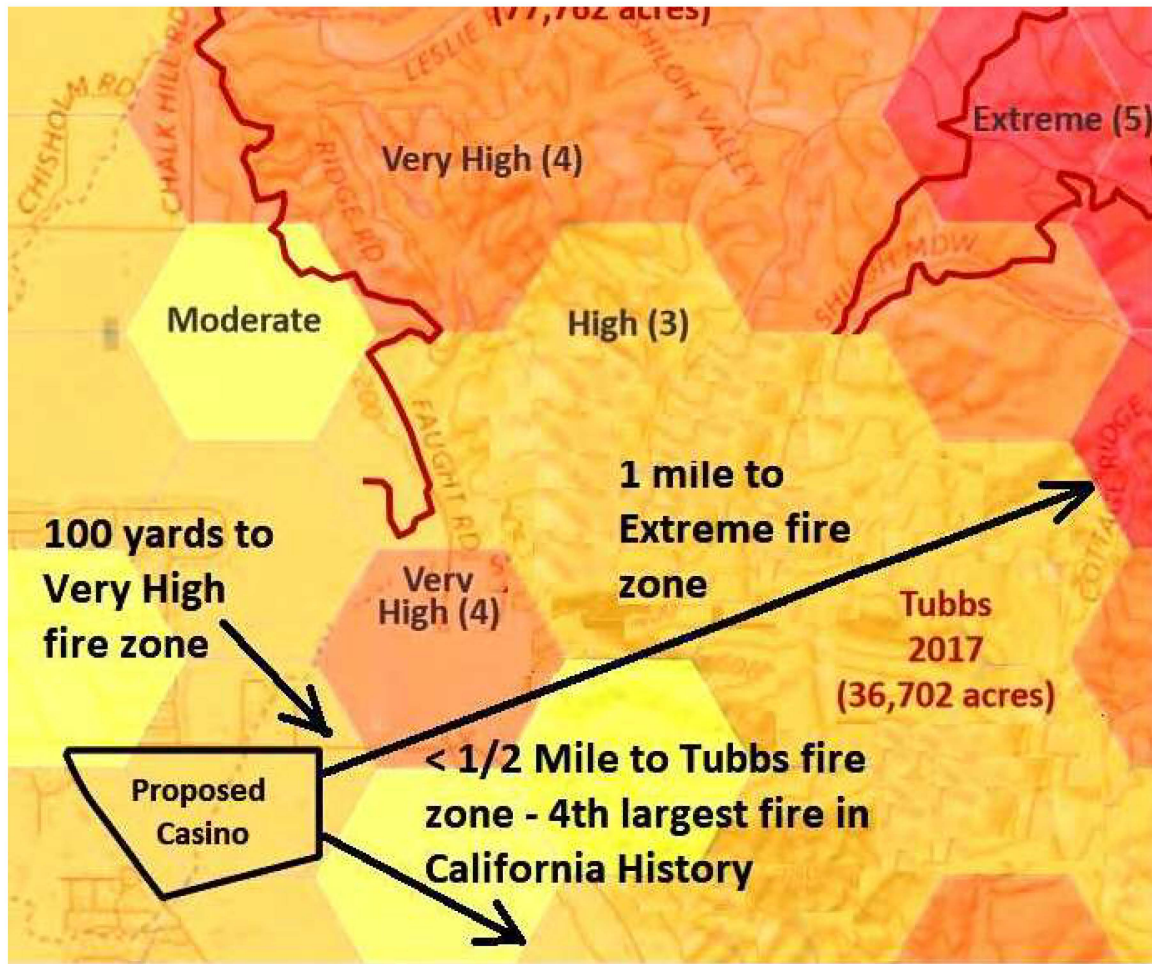 (77,762 acres)
LESLIE
SHILOH VALLEY
CHISHOLM RD
CHALK HILL RD
Extreme (5)
Very High (4)
RIDGE RD
SHILOH MDW
Moderate
High (3)
FAUGHT RD
1 mile to
Extreme fire
zone
RIDGE
100 yards to
Very High
fire zone
Very
High (4)
Tubbs
2017
(36,702 acres)
< 1/2 Mile to Tubbs fire
zone - 4th largest fire in
California History
Proposed
Casino